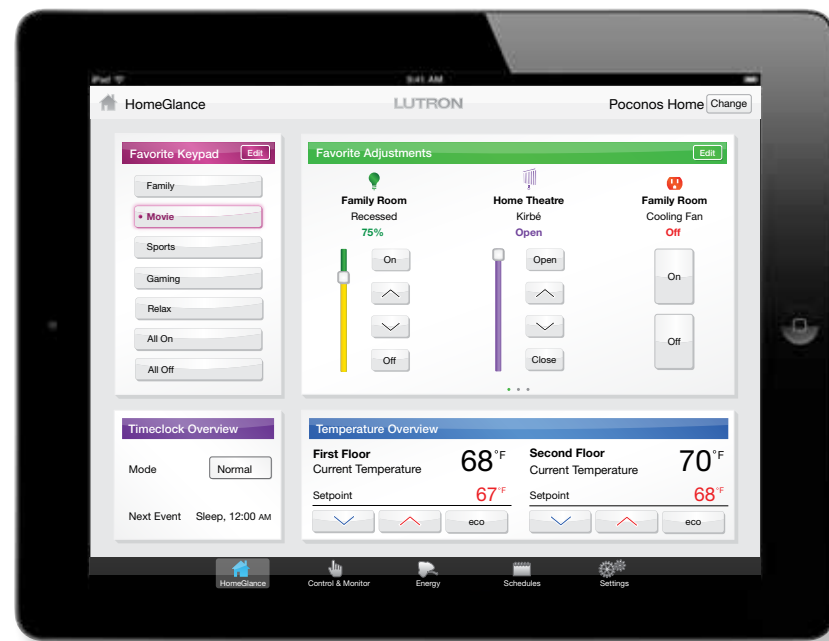 iPad 9:41 AM
HomeGlance LUTRON Poconos Home Change
Favorite Keypad Edit
Family
• Movie
Sports
Gaming
Relax
All On
All Off
Favorite Adjustments Edit
Family Room
Recessed
75%
On
Off
Home Theatre
Kirbé
Open
Open
Close
Family Room
Cooling Fan
Off
On
Off
Timeclock Overview
Mode Normal
Next Event Sleep, 12:00 AM
Temperature Overview
First Floor
Current Temperature 68°F
Setpoint 67°F
eco
Second Floor
Current Temperature 70°F
Setpoint 68°F
eco
HomeGlance Control & Monitor Energy Schedules Settings